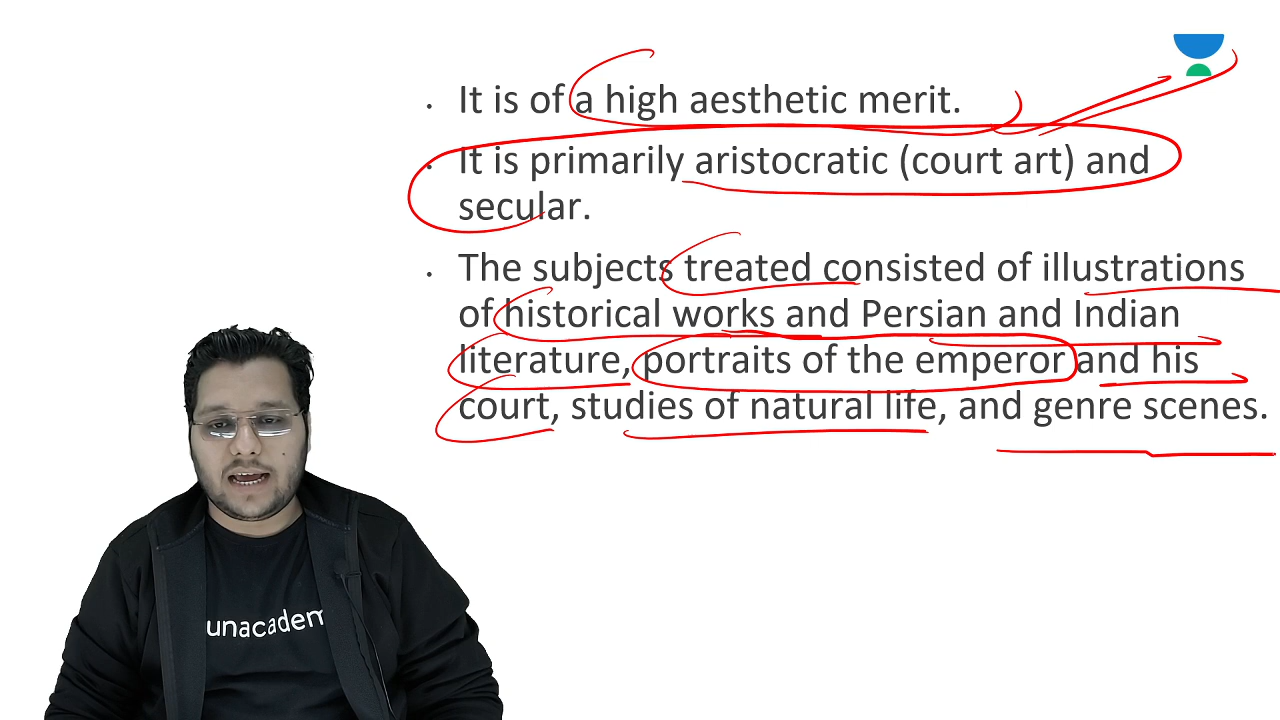 • It is of a high aesthetic merit.
• It is primarily aristocratic (court art) and
secular.
• The subjects treated consisted of illustrations
of historical works and Persian and Indian
literature, portraits of the emperor and his
court, studies of natural life, and genre scenes.
unacadem